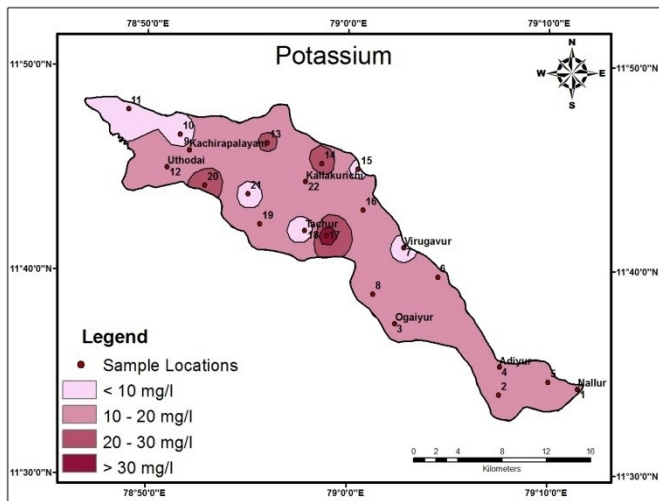 Potassium
78°50'0"E
79°0'0"E
79°10'0"E
11°50'0"N
11°50'0"N
N
W E
S
11
10
9
Kachirapalayam
13
14
15
Uthodai
12
20
Kallakurichi
22
21
16
19
Tachur
18
17
Virugavur
7
6
11°40'0"N
11°40'0"N
8
Ogaiyur
3
Adiyur
4
5
2
Nallur
1
Legend
Sample Locations
< 10 mg/l
10 - 20 mg/l
20 - 30 mg/l
> 30 mg/l
0 1 2 4 8 12 16
Kilometers
11°30'0"N
11°30'0"N
78°50'0"E
79°0'0"E
79°10'0"E